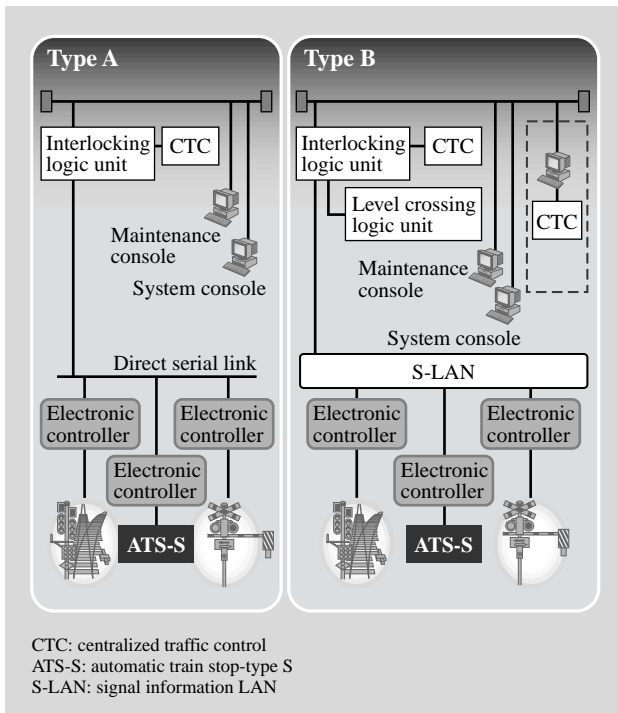 Type A
Interlocking
logic unit
CTC
Maintenance
console
System console
Direct serial link
Electronic
controller
Electronic
controller
Electronic
controller
ATS-S
Type B
Interlocking
logic unit
CTC
Level crossing
logic unit
CTC
Maintenance
console
System console
S-LAN
Electronic
controller
Electronic
controller
Electronic
controller
ATS-S
CTC: centralized traffic control
ATS-S: automatic train stop-type S
S-LAN: signal information LAN